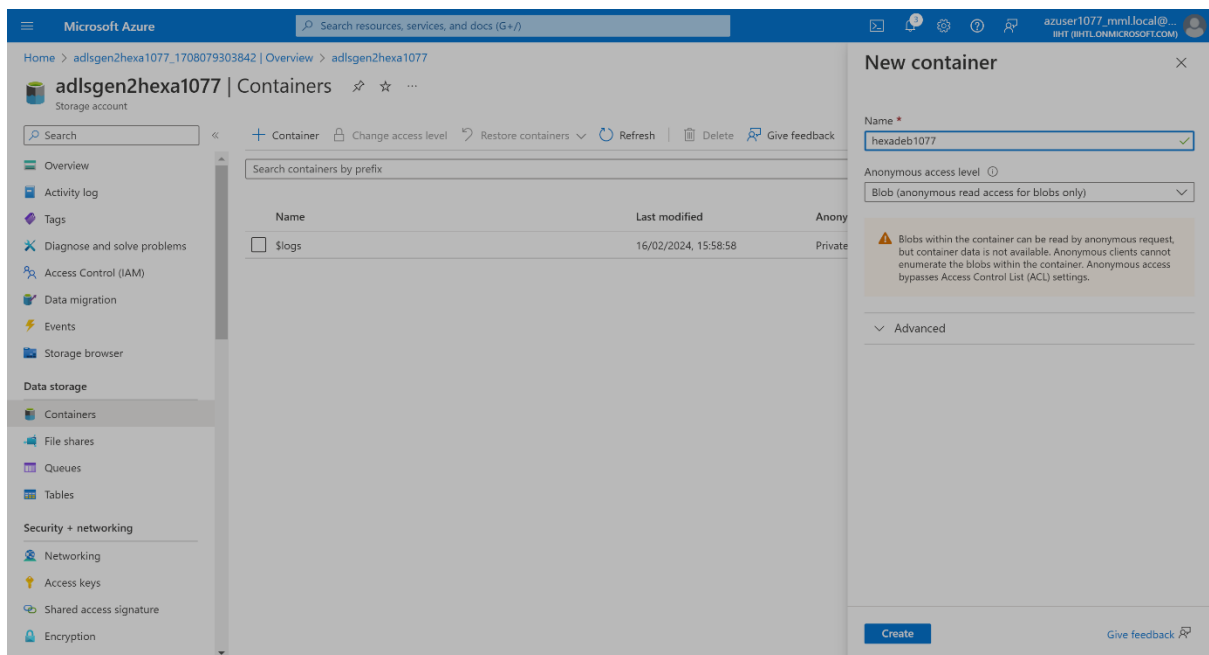 Microsoft Azure
Search resources, services, and docs (G+/)
3
azuser1077_mml.local@...
IIHT (IIHTL.ONMICROSOFT.COM)
Home > adlsgen2hexa1077_1708079303842 | Overview > adlsgen2hexa1077
adlsgen2hexa1077 | Containers
Storage account
Search
Overview
Activity log
Tags
Diagnose and solve problems
Access Control (IAM)
Data migration
Events
Storage browser
Data storage
Containers
File shares
Queues
Tables
Security + networking
Networking
Access keys
Shared access signature
Encryption
Container
Change access level
Restore containers
Refresh
Delete
Give feedback
Search containers by prefix
Name Last modified Anony
$logs 16/02/2024, 15:58:58 Private
New container
Name *
hexadeb1077
Anonymous access level
Blob (anonymous read access for blobs only)
Blobs within the container can be read by anonymous request,
but container data is not available. Anonymous clients cannot
enumerate the blobs within the container. Anonymous access
bypasses Access Control List (ACL) settings.
Advanced
Create
Give feedback